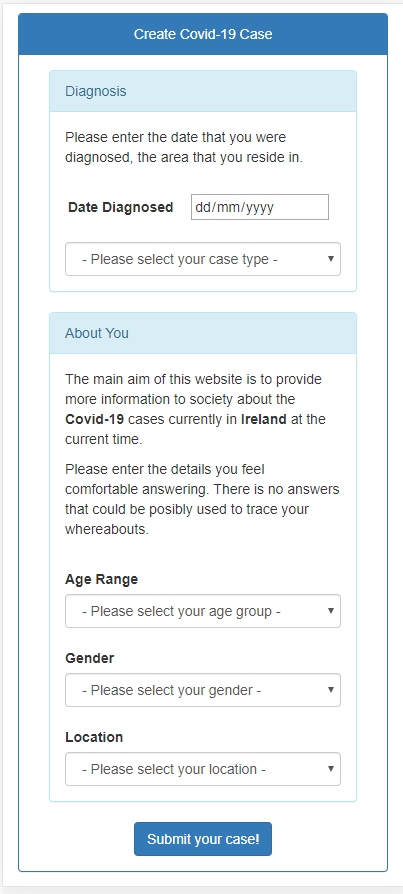 Create Covid-19 Case
Diagnosis
Please enter the date that you were
diagnosed, the area that you reside in.
Date Diagnosed dd/mm/yyyy
- Please select your case type -
About You
The main aim of this website is to provide
more information to society about the
Covid-19 cases currently in Ireland at the
current time.
Please enter the details you feel
comfortable answering. There is no answers
that could be posibly used to trace your
whereabouts.
Age Range
- Please select your age group -
Gender
- Please select your gender -
Location
- Please select your location -
Submit your case!